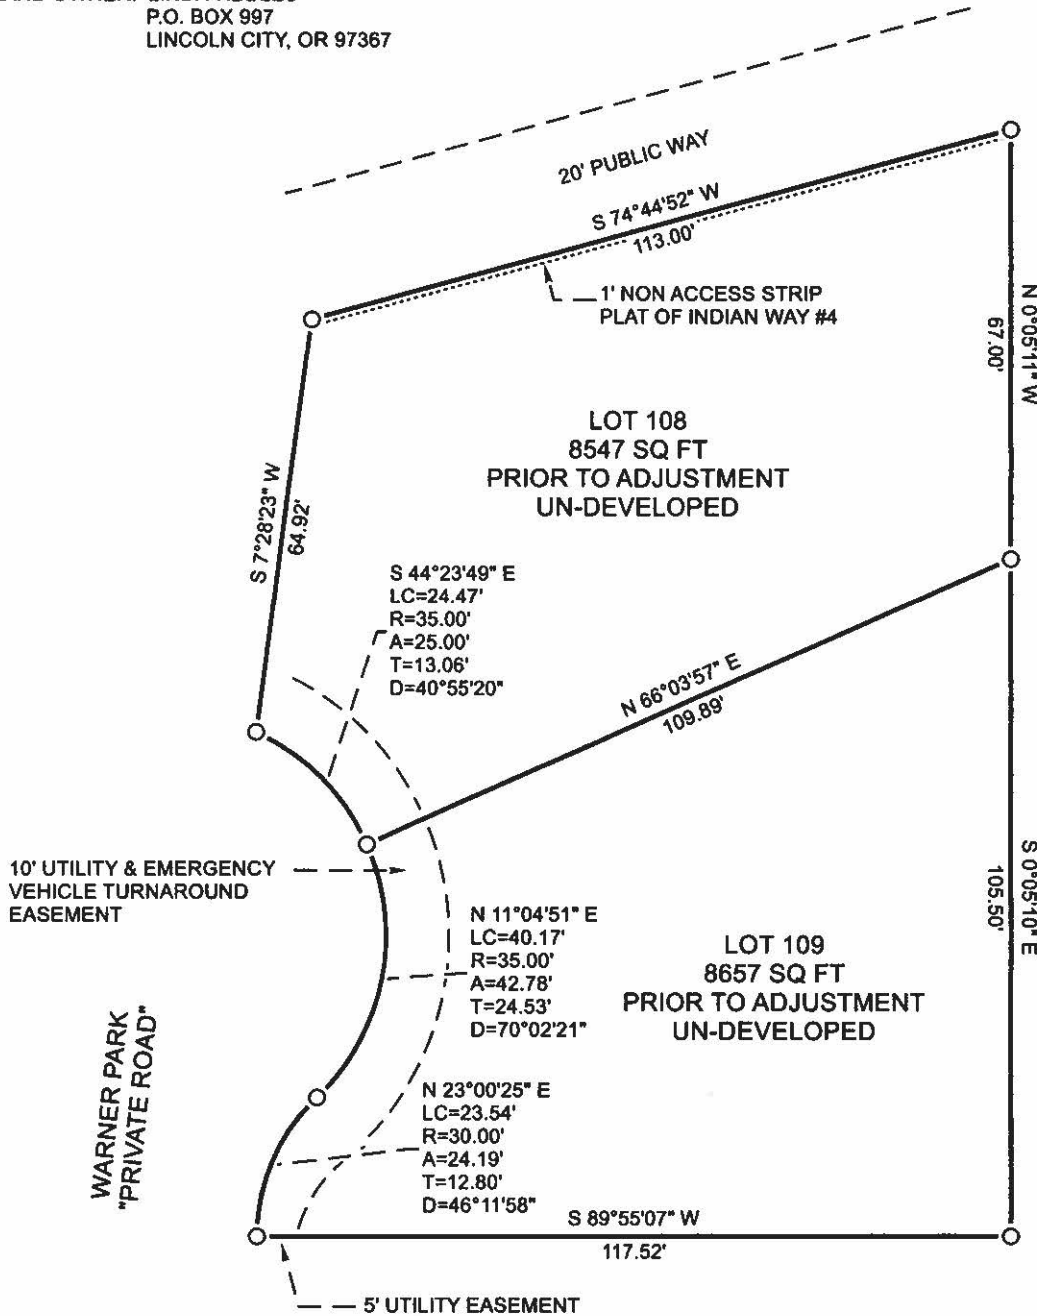 P.O. BOX 997
LINCOLN CITY, OR 97367
20' PUBLIC WAY
S 74°44'52" W
113.00'
1' NON ACCESS STRIP
PLAT OF INDIAN WAY #4
N 0°05'11" W
67.00'
LOT 108
8547 SQ FT
PRIOR TO ADJUSTMENT
UN-DEVELOPED
S 7°28'23" W
64.92'
S 44°23'49" E
LC=24.47'
R=35.00'
A=25.00'
T=13.06'
D=40°55'20"
N 66°03'57" E
109.89'
10' UTILITY & EMERGENCY
VEHICLE TURNAROUND
EASEMENT
S 0°05'10" E
105.50'
N 11°04'51" E
LC=40.17'
R=35.00'
A=42.78'
T=24.53'
D=70°02'21"
LOT 109
8657 SQ FT
PRIOR TO ADJUSTMENT
UN-DEVELOPED
WARNER PARK
"PRIVATE ROAD"
N 23°00'25" E
LC=23.54'
R=30.00'
A=24.19'
T=12.80'
D=46°11'58"
S 89°55'07" W
117.52'
5' UTILITY EASEMENT